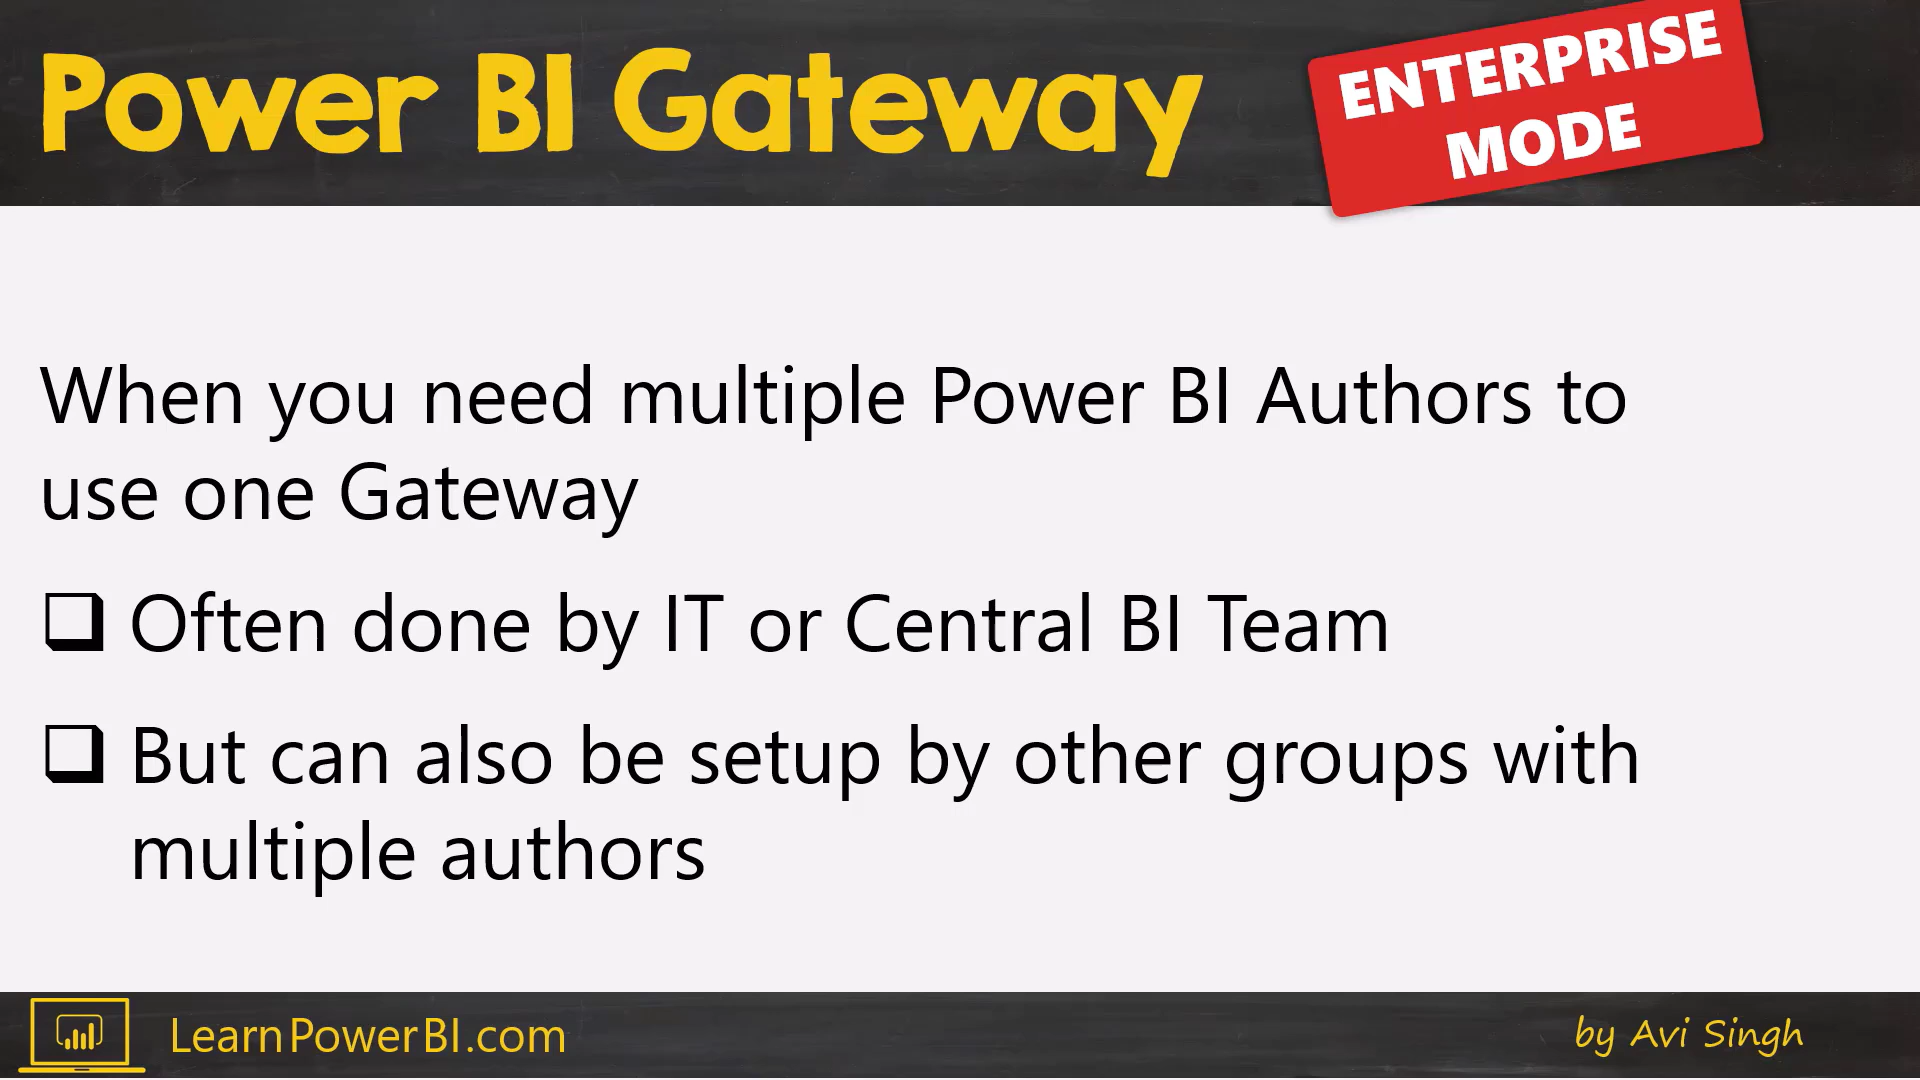 Power BI Gateway
ENTERPRISE
MODE
When you need multiple Power BI Authors to
use one Gateway
Often done by IT or Central BI Team
But can also be setup by other groups with
multiple authors
LearnPowerBI.com
by Avi Singh